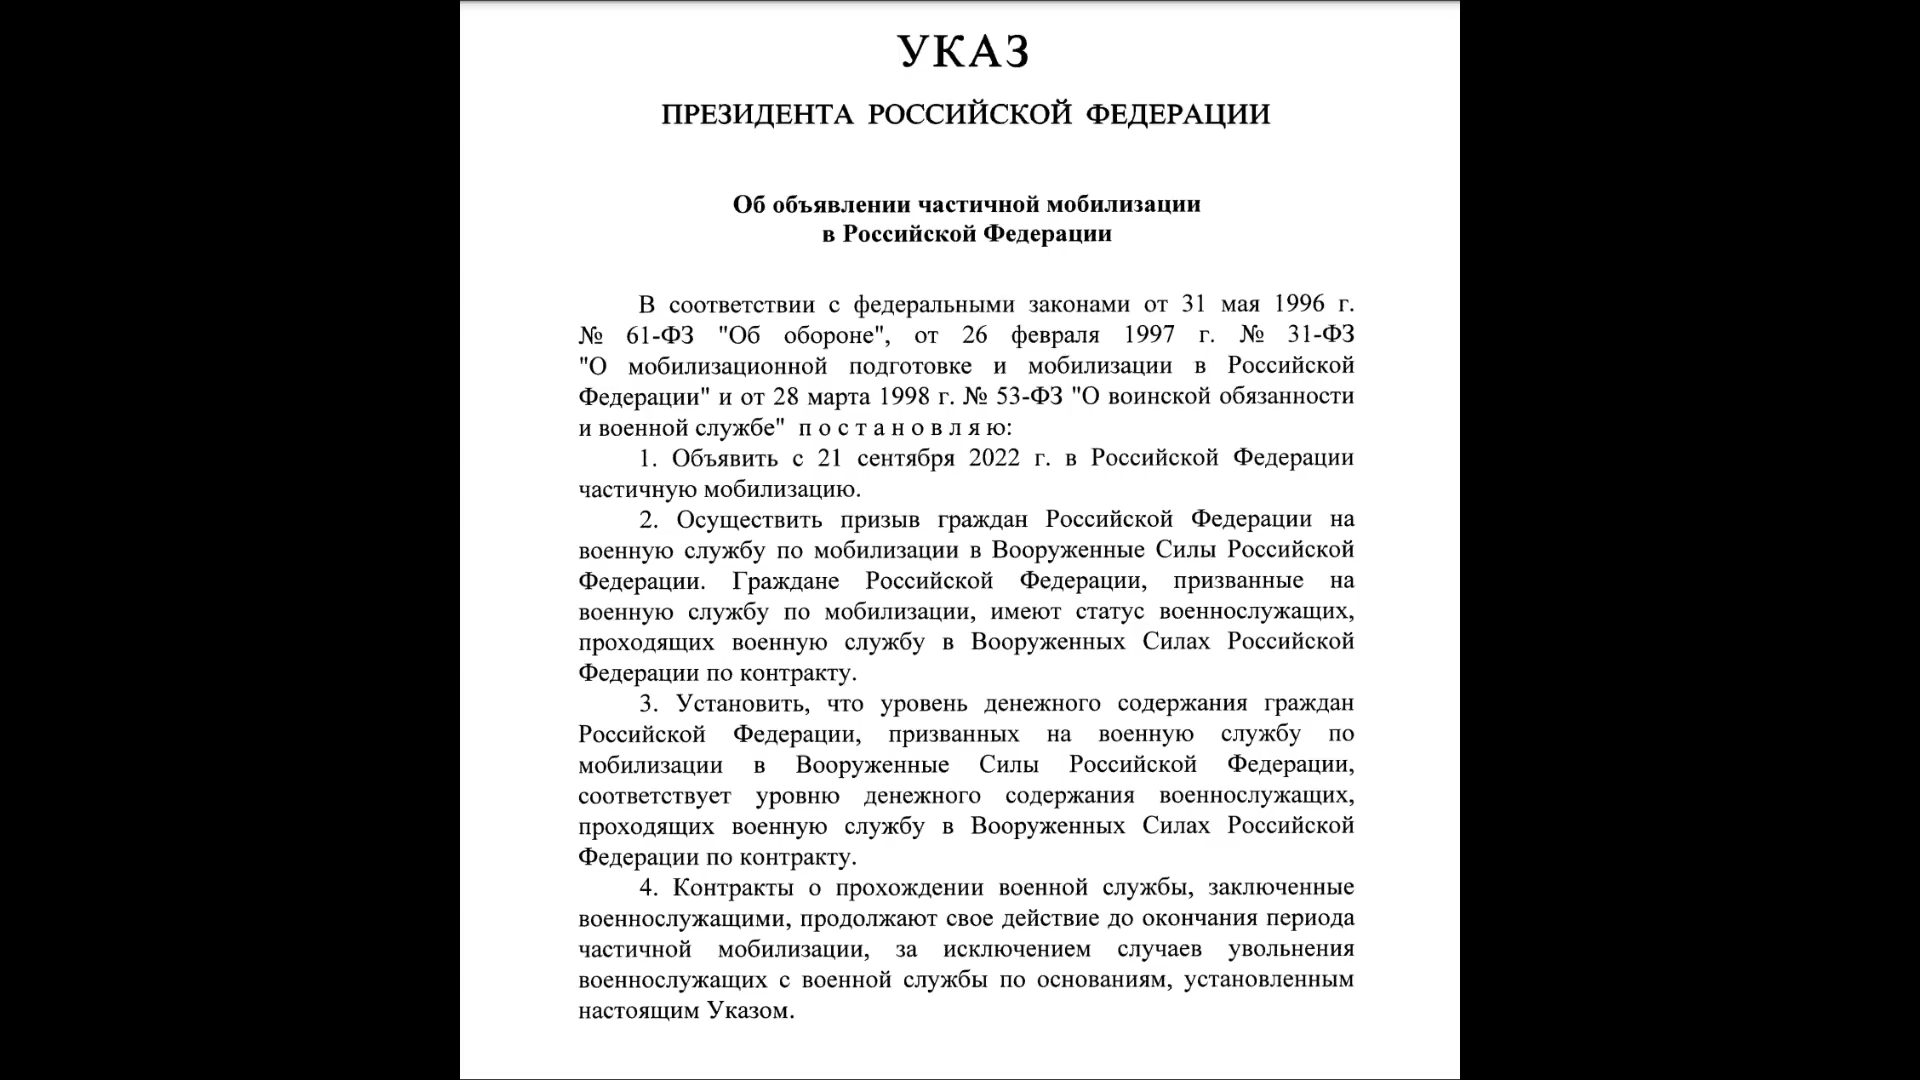 УКАЗ
ПРЕЗИДЕНТА РОССИЙСКОЙ ФЕДЕРАЦИИ
Об объявлении частичной мобилизации
в Российской Федерации
В соответствии с федеральными законами от 31 мая 1996 г.
№ 61-ФЗ "Об обороне", от 26 февраля 1997 г. № 31-ФЗ
"О мобилизационной подготовке и мобилизации в Российской
Федерации" и от 28 марта 1998 г. № 53-ФЗ "О воинской обязанности
и военной службе" п о с т а н о в л я ю:
1. Объявить с 21 сентября 2022 г. в Российской Федерации
частичную мобилизацию.
2. Осуществить призыв граждан Российской Федерации на
военную службу по мобилизации в Вооруженные Силы Российской
Федерации. Граждане Российской Федерации, призванные на
военную службу по мобилизации, имеют статус военнослужащих,
проходящих военную службу в Вооруженных Силах Российской
Федерации по контракту.
3. Установить, что уровень денежного содержания граждан
Российской Федерации, призванных на военную службу по
мобилизации в Вооруженные Силы Российской Федерации,
соответствует уровню денежного содержания военнослужащих,
проходящих военную службу в Вооруженных Силах Российской
Федерации по контракту.
4. Контракты о прохождении военной службы, заключенные
военнослужащими, продолжают свое действие до окончания периода
частичной мобилизации, за исключением случаев увольнения
военнослужащих с военной службы по основаниям, установленным
настоящим Указом.